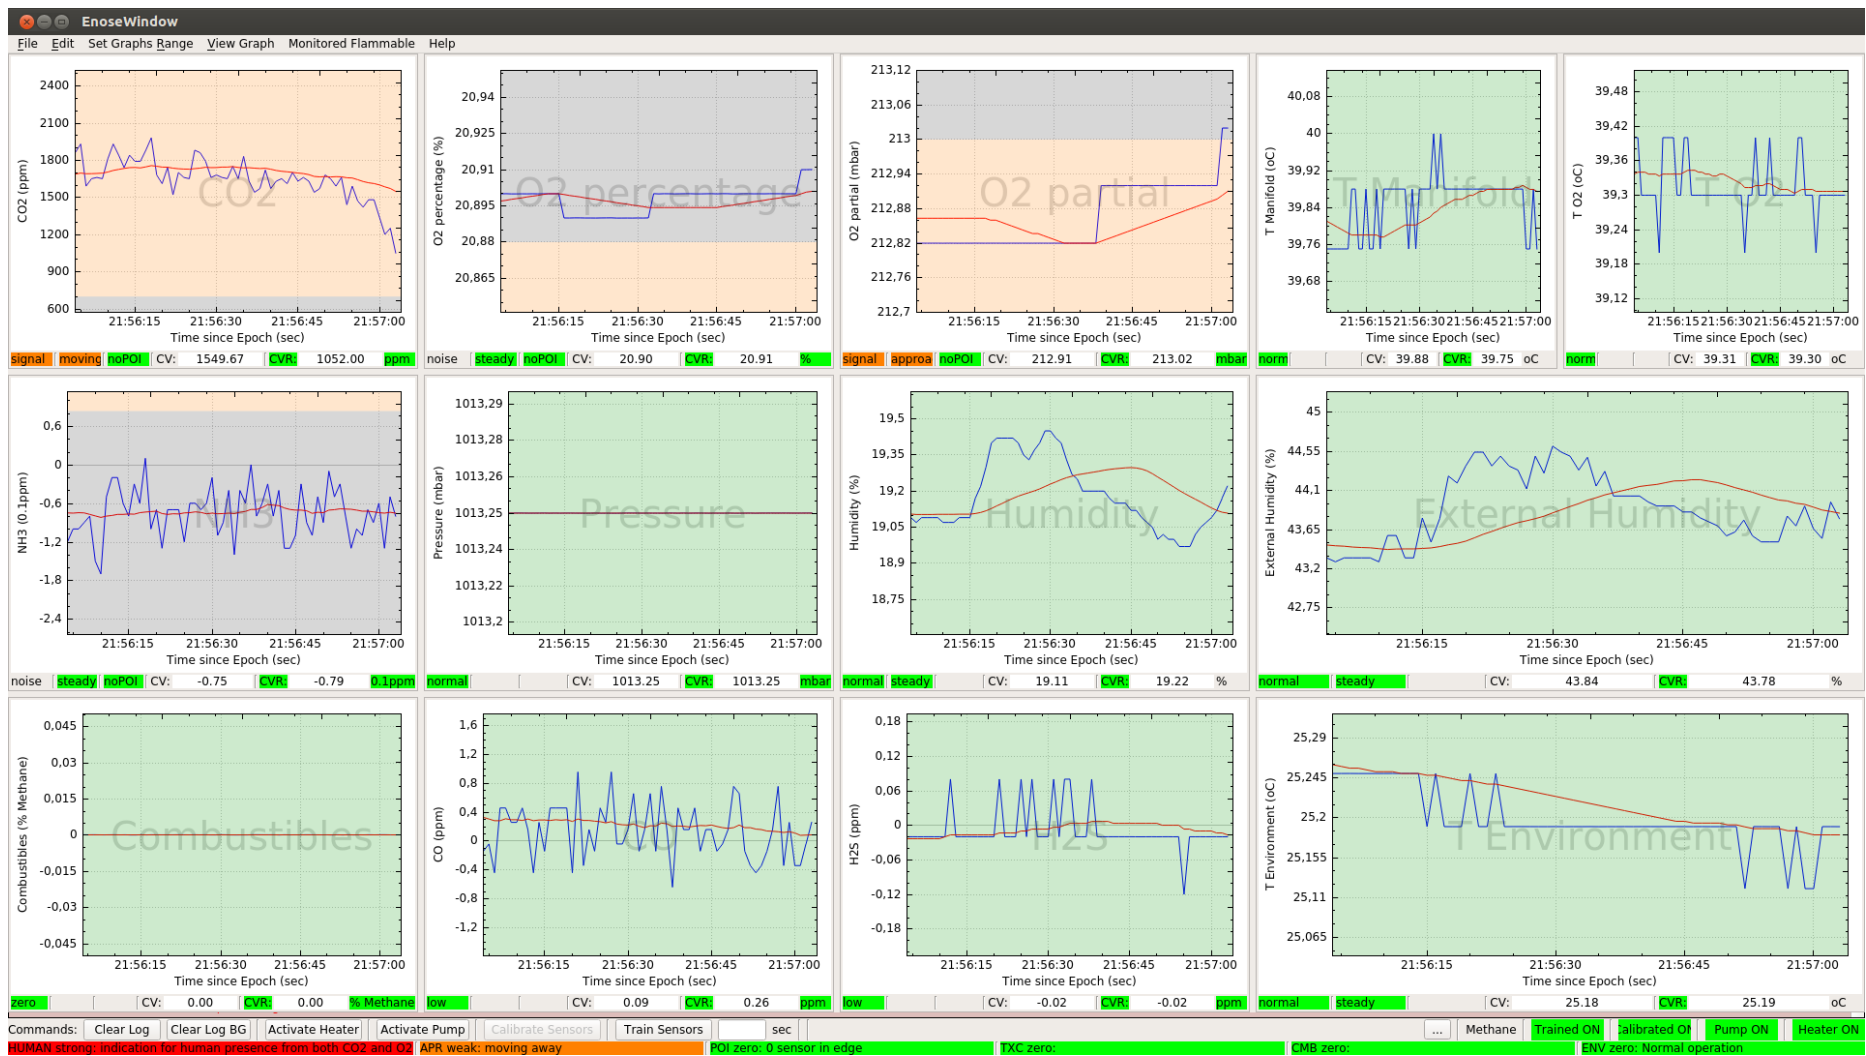 EnoseWindow
File Edit Set Graphs Range View Graph Monitored Flammable Help
CO2 (ppm)
2400
2100
1800
1500
1200
900
600
CO2
21:56:15 21:56:30 21:56:45 21:57:00
Time since Epoch (sec)
signal moving noPOI CV: 1549.67 CVR: 1052.00 ppm
O2 percentage (%)
20,94
20,925
20,91
20,895
20,88
20,865
O2 percentage
21:56:15 21:56:30 21:56:45 21:57:00
Time since Epoch (sec)
noise steady noPOI CV: 20.90 CVR: 20.91 %
O2 partial (mbar)
213,12
213,06
213
212,94
212,88
212,82
212,76
212,7
O2 partial
21:56:15 21:56:30 21:56:45 21:57:00
Time since Epoch (sec)
signal approa noPOI CV: 212.91 CVR: 213.02 mbar
T Manifold (oC)
40,08
40
39,92
39,84
39,76
39,68
T Manifold
21:56:15 21:56:30 21:56:45 21:57:00
Time since Epoch (sec)
norm CV: 39.88 CVR: 39.75 oC
T O2 (oC)
39,48
39,42
39,36
39,3
39,24
39,18
39,12
T O2
21:56:15 21:56:30 21:56:45 21:57:00
Time since Epoch (sec)
norm CV: 39.31 CVR: 39.30 oC
NH3 (0.1ppm)
0,6
0
-0,6
-1,2
-1,8
-2,4
NH3
21:56:15 21:56:30 21:56:45 21:57:00
Time since Epoch (sec)
noise steady noPOI CV: -0.75 CVR: -0.79 0.1ppm
Pressure (mbar)
1013,29
1013,28
1013,26
1013,25
1013,24
1013,22
1013,2
Pressure
21:56:15 21:56:30 21:56:45 21:57:00
Time since Epoch (sec)
normal CV: 1013.25 CVR: 1013.25 mbar
Humidity (%)
19,5
19,35
19,2
19,05
18,9
18,75
Humidity
21:56:15 21:56:30 21:56:45 21:57:00
Time since Epoch (sec)
normal steady CV: 19.11 CVR: 19.22 %
External Humidity (%)
45
44,55
44,1
43,65
43,2
42,75
External Humidity
21:56:15 21:56:30 21:56:45 21:57:00
Time since Epoch (sec)
normal steady CV: 43.84 CVR: 43.78 %
Combustibles (% Methane)
0,045
0,03
0,015
0
-0,015
-0,03
-0,045
Combustibles
21:56:15 21:56:30 21:56:45 21:57:00
Time since Epoch (sec)
zero CV: 0.00 CVR: 0.00 % Methane
CO (ppm)
1,6
1,2
0,8
0,4
0
-0,4
-0,8
-1,2
CO
21:56:15 21:56:30 21:56:45 21:57:00
Time since Epoch (sec)
low CV: 0.09 CVR: 0.26 ppm
H2S (ppm)
0,18
0,12
0,06
0
-0,06
-0,12
-0,18
H2S
21:56:15 21:56:30 21:56:45 21:57:00
Time since Epoch (sec)
low CV: -0.02 CVR: -0.02 ppm
T Environment (oC)
25,29
25,245
25,2
25,155
25,11
25,065
T Environment
21:56:15 21:56:30 21:56:45 21:57:00
Time since Epoch (sec)
normal steady CV: 25.18 CVR: 25.19 oC
Commands: Clear Log Clear Log BG Activate Heater Activate Pump Calibrate Sensors Train Sensors sec ... Methane Trained ON Calibrated ON Pump ON Heater ON
HUMAN strong: indication for human presence from both CO2 and O2 APR weak: moving away POI zero: 0 sensor in edge TXC zero: CMB zero: ENV zero: Normal operation